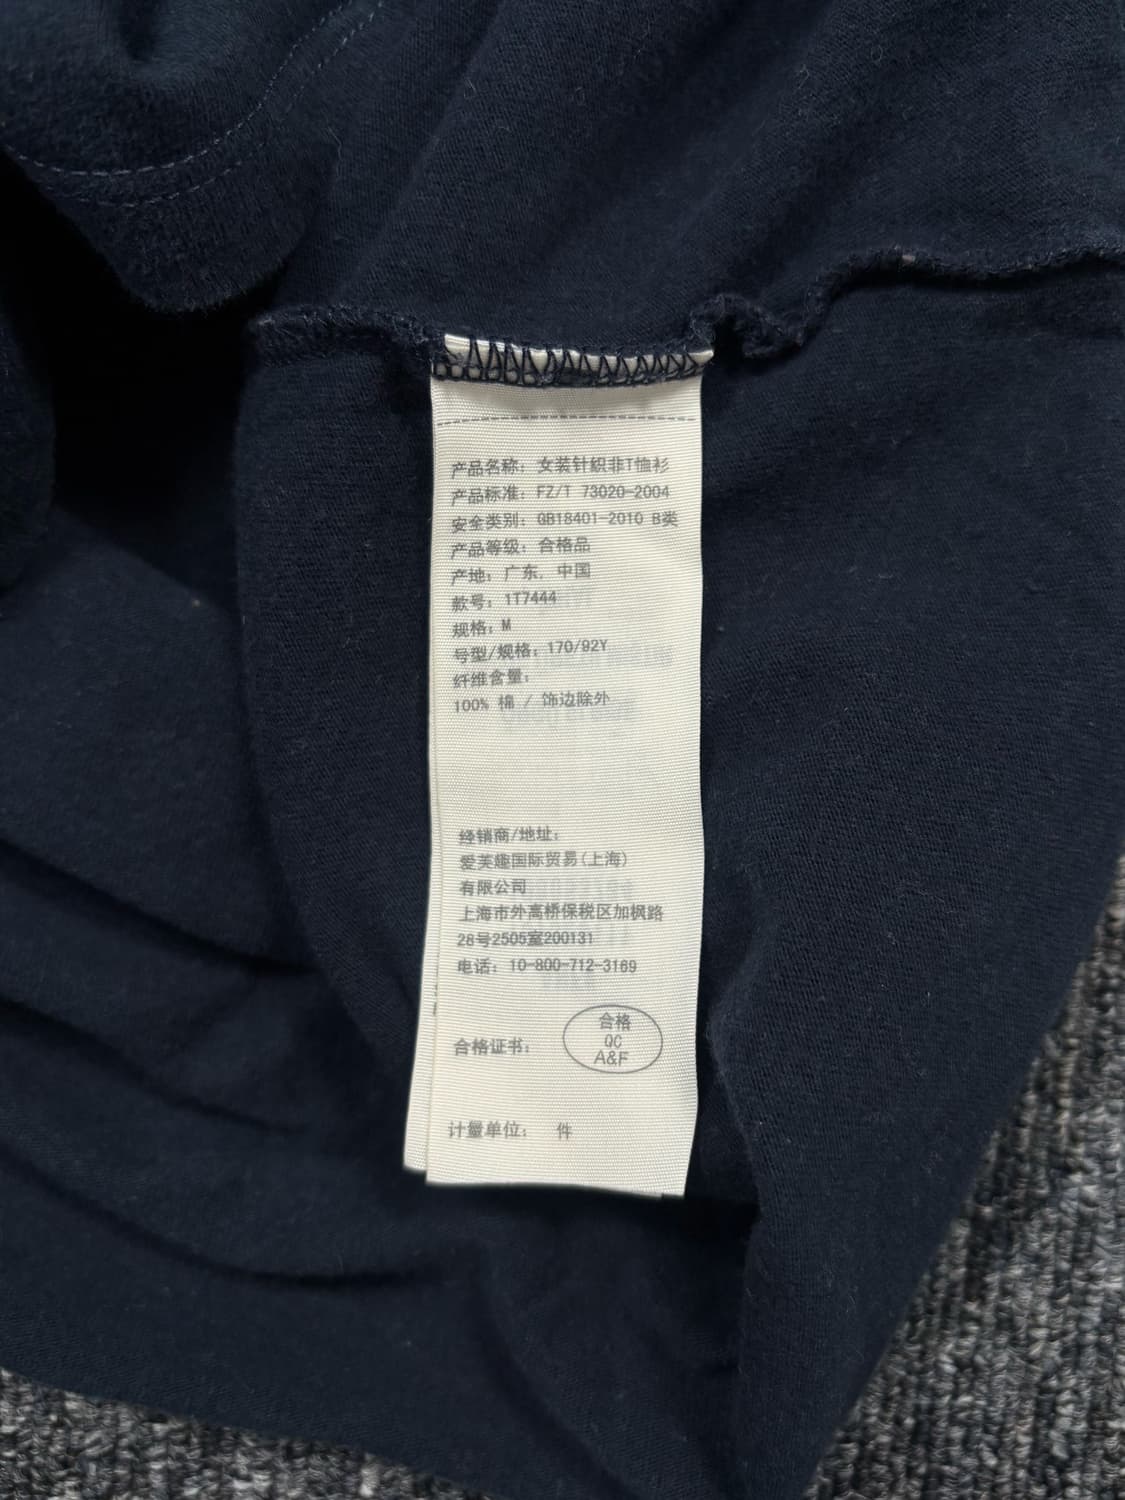 产品名称：女装针织非T恤衫
产品标准：FZ/T 73020-2004
安全类别：GB18401-2010 B类
产品等级：合格品
产地：广东, 中国
款号：1T7444
规格：M
号型/规格：170/92Y
纤维含量：
100% 棉 / 饰边除外
经销商/地址：
爱芙趣国际贸易(上海)
有限公司
上海市外高桥保税区加枫路
28号2505室200131
电话：10-800-712-3169
合格证书：
合格
QC
A&F
计量单位： 件